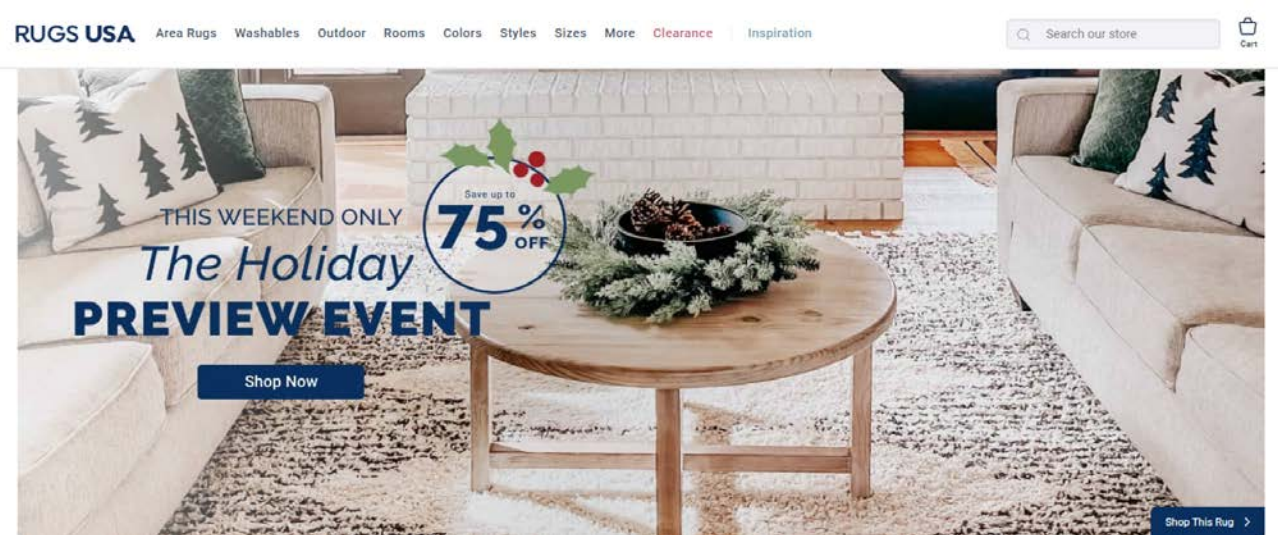 RUGS USA Area Rugs Washables Outdoor Rooms Colors Styles Sizes More Clearance Inspiration Search our store
Cart
Save up to
75% OFF
THIS WEEKEND ONLY
The Holiday
PREVIEW EVENT
Shop Now
Shop This Rug >